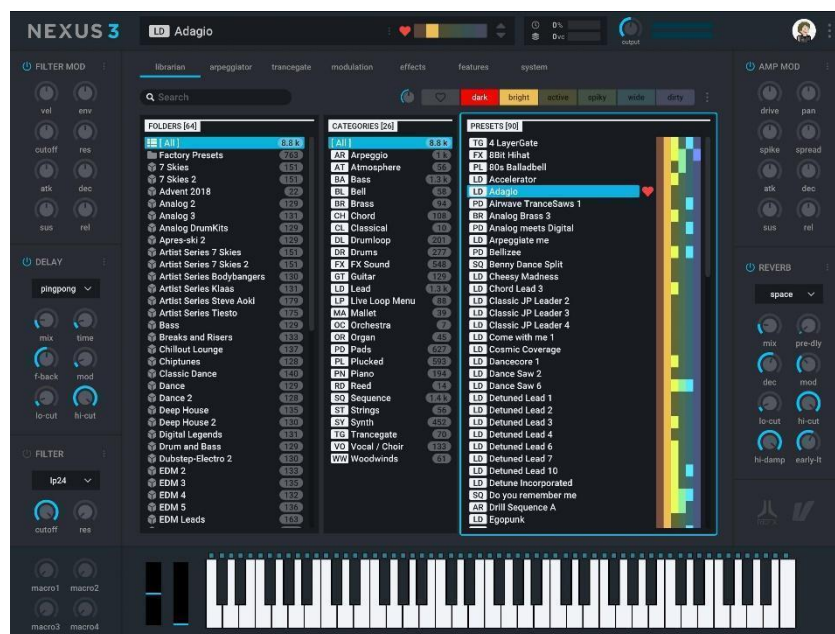 NEXUS 3
LD Adagio
0%
0vc
output
FILTER MOD
vel env
cutoff res
atk dec
sus rel
DELAY
pingpong
mix time
f-back mod
lo-cut hi-cut
FILTER
lp24
cutoff res
macro1 macro2
macro3 macro4
librarian arpeggiator trancegate modulation effects features system
Search
dark bright active spiky wide dirty
FOLDERS [64]
[ All ] 8.8 k
Factory Presets 763
7 Skies 151
7 Skies 2 151
Advent 2018 22
Analog 2 129
Analog 3 131
Analog DrumKits 129
Apres-ski 2 129
Artist Series 7 Skies 151
Artist Series 7 Skies 2 151
Artist Series Bodybangers 130
Artist Series Klaas 131
Artist Series Steve Aoki 179
Artist Series Tiesto 175
Bass 129
Breaks and Risers 133
Chillout Lounge 137
Chiptunes 128
Classic Dance 140
Dance 129
Dance 2 128
Deep House 135
Deep House 2 130
Digital Legends 131
Drum and Bass 129
Dubstep-Electro 2 130
EDM 2 133
EDM 3 135
EDM 4 132
EDM 5 136
EDM Leads 163
CATEGORIES [26]
[ All ] 8.8 k
AR Arpeggio 1 k
AT Atmosphere 56
BA Bass 1.3 k
BL Bell 58
BR Brass 94
CH Chord 108
CL Classical 10
DL Drumloop 201
DR Drums 277
FX FX Sound 548
GT Guitar 129
LD Lead 1.3 k
LP Live Loop Menu 88
MA Mallet 39
OC Orchestra 7
OR Organ 45
PD Pads 627
PL Plucked 593
PN Piano 194
RD Reed 14
SQ Sequence 1.4 k
ST Strings 56
SY Synth 452
TG Trancegate 70
VO Vocal / Choir 133
WW Woodwinds 61
PRESETS [90]
TG 4 LayerGate
FX 8Bit Hihat
PL 80s Balladbell
LD Accelerator
LD Adagio
PD Airwave TranceSaws 1
BR Analog Brass 3
PD Analog meets Digital
LD Arpeggiate me
PD Bellizee
SQ Benny Dance Split
LD Cheesy Madness
LD Chord Lead 3
LD Classic JP Leader 2
LD Classic JP Leader 3
LD Classic JP Leader 4
LD Come with me 1
LD Cosmic Coverage
LD Dancecore 1
LD Dance Saw 2
LD Dance Saw 6
LD Detuned Lead 1
LD Detuned Lead 2
LD Detuned Lead 3
LD Detuned Lead 4
LD Detuned Lead 6
LD Detuned Lead 7
LD Detuned Lead 10
LD Detune Incorporated
SQ Do you remember me
AR Drill Sequence A
LD Egopunk
AMP MOD
drive pan
spike spread
atk dec
sus rel
REVERB
space
mix pre-dly
dec mod
lo-cut hi-cut
hi-damp early-lt